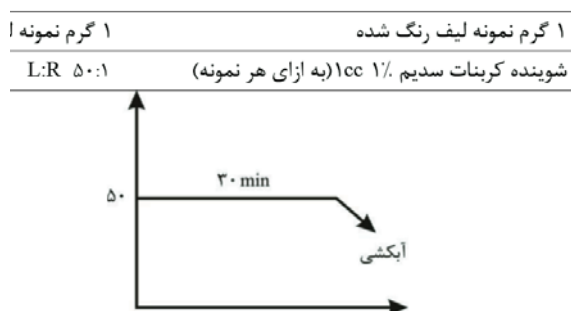 ۱ گرم نمونه لیف رنگ شده ۱ گرم نمونه
شوینده کربنات سدیم ۱٪ ۱cc(به ازای هر نمونه) L:R ۵۰:۱
۳۰ min
۵۰
آبکشی